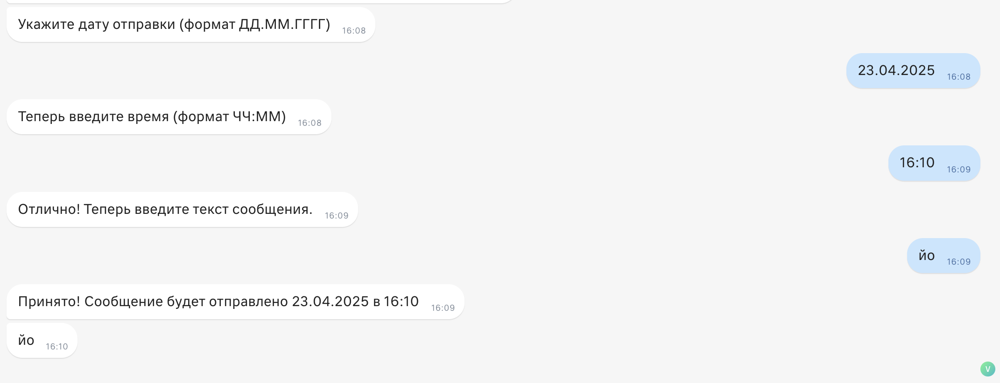 Укажите дату отправки (формат ДД.ММ.ГГГГ) 16:08
23.04.2025 16:08
Теперь введите время (формат ЧЧ:ММ) 16:08
16:10 16:09
Отлично! Теперь введите текст сообщения. 16:09
йо 16:09
Принято! Сообщение будет отправлено 23.04.2025 в 16:10 16:09
йо 16:10
V